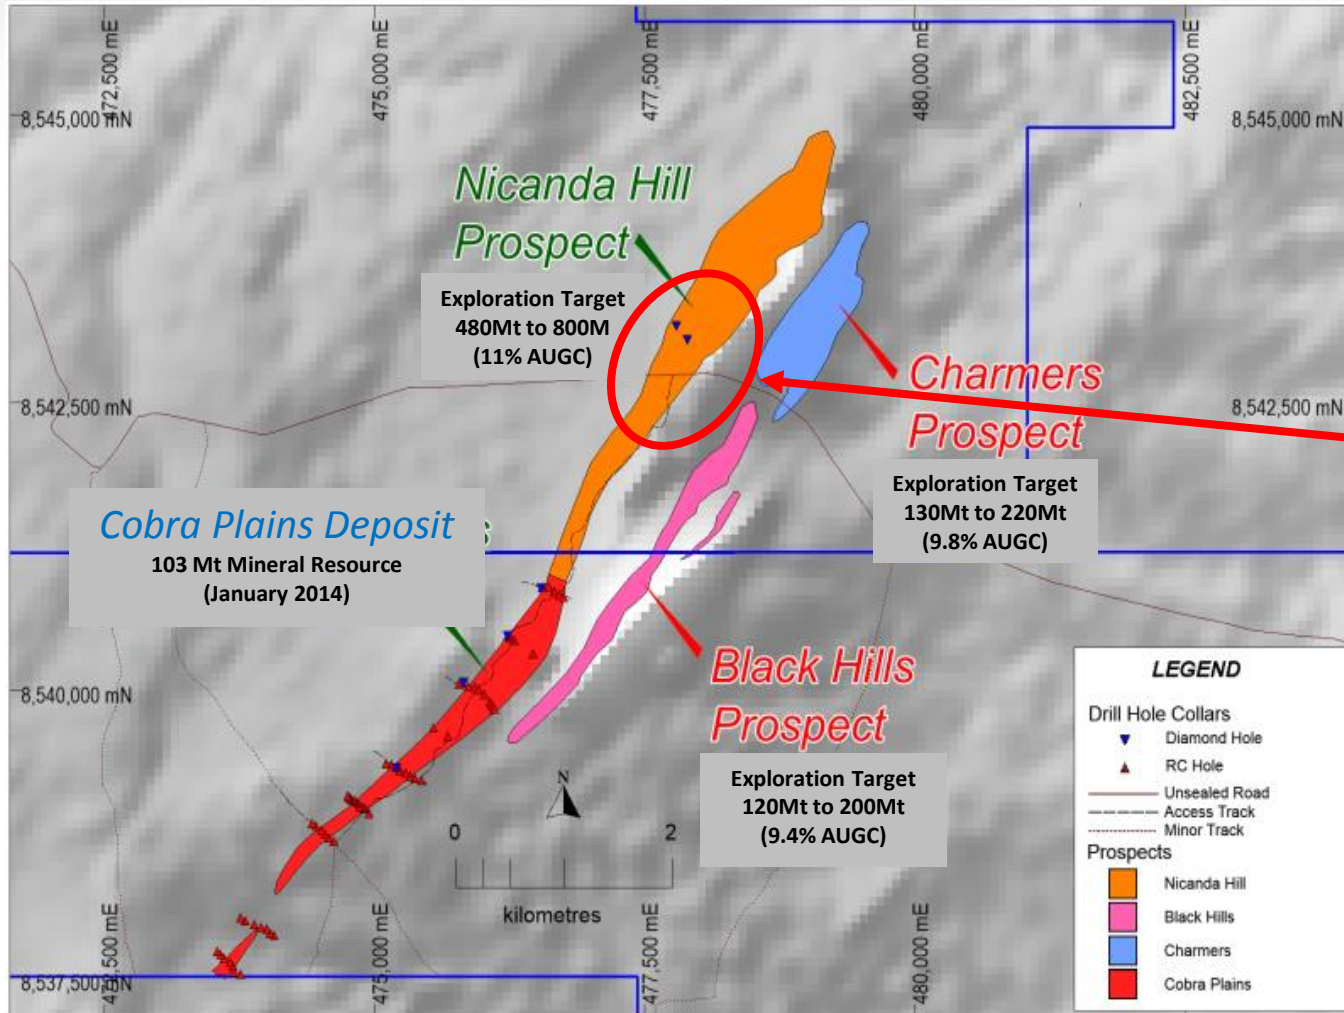 472,500 mE
475,000 mE
477,500 mE
480,000 mE
482,500 mE
8,545,000 mN
8,545,000 mN
Nicanda Hill
Prospect
Exploration Target
480Mt to 800M
(11% AUGC)
Charmers
Prospect
8,542,500 mN
8,542,500 mN
Exploration Target
130Mt to 220Mt
(9.8% AUGC)
Cobra Plains Deposit
s
103 Mt Mineral Resource
(January 2014)
Black Hills
Prospect
8,540,000 mN
Exploration Target
120Mt to 200Mt
(9.4% AUGC)
N
0 2
kilometres
LEGEND
Drill Hole Collars
Diamond Hole
RC Hole
Unsealed Road
Access Track
Minor Track
Prospects
Nicanda Hill
Black Hills
Charmers
Cobra Plains
8,537,500 mN
475,000 mE
477,500 mE
480,000 mE